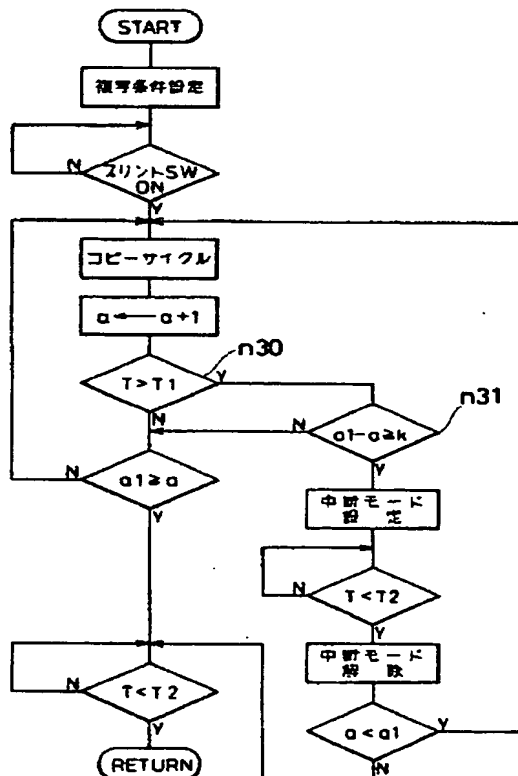 START
複写条件設定
プリントSW
ON
N
Y
コピーサイクル
a ← a+1
n30
T>T1
Y
N
n31
a1-a≧k
N
Y
a1≧a
N
Y
中断モード
設定
T<T2
N
Y
中断モード
解除
T<T2
N
Y
a<a1
Y
N
RETURN